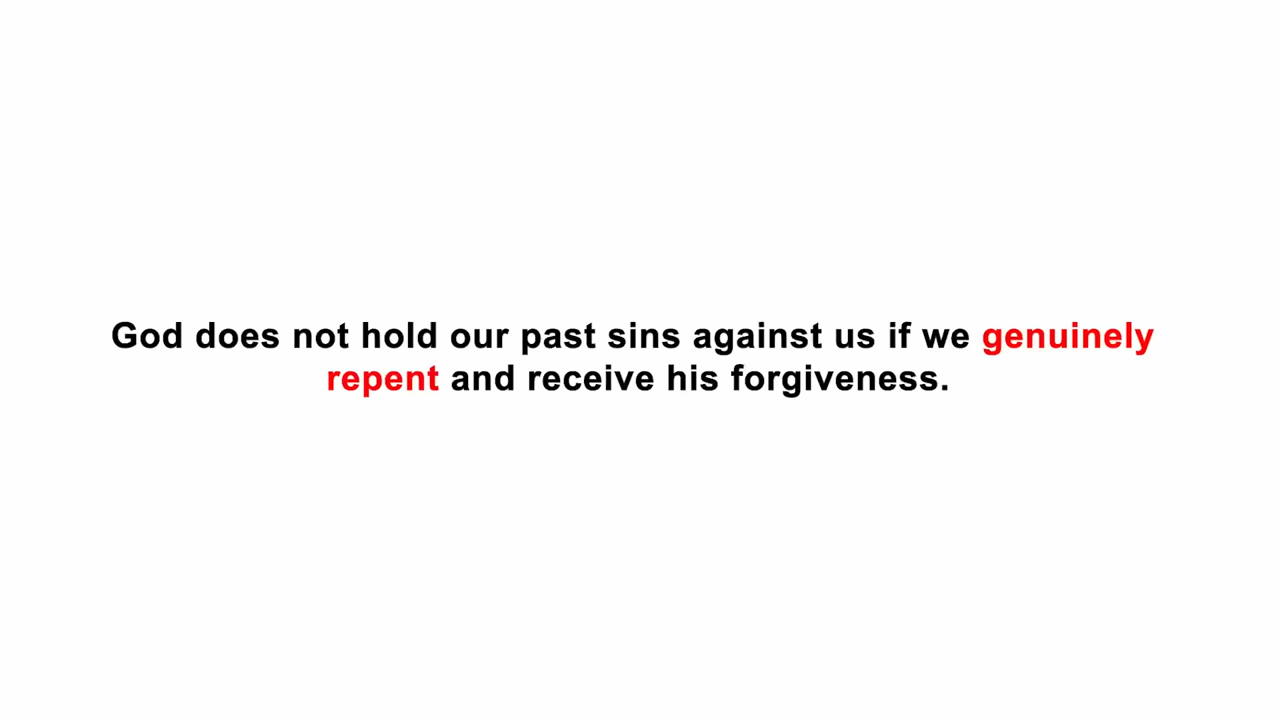 God does not hold our past sins against us if we genuinely
repent and receive his forgiveness.